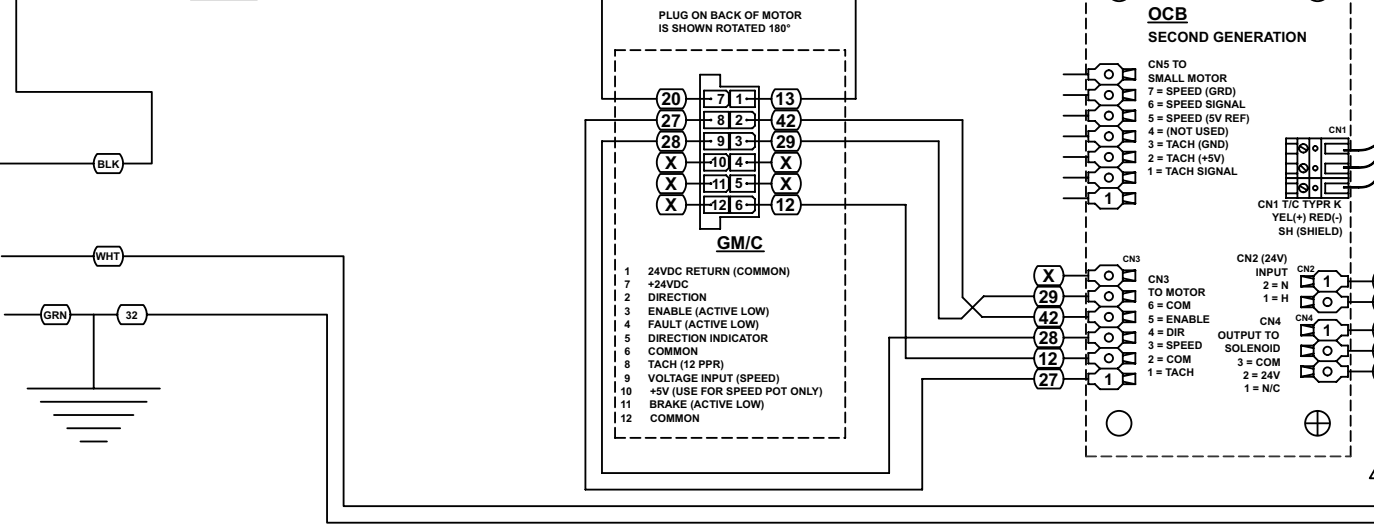 PLUG ON BACK OF MOTOR
IS SHOWN ROTATED 180°
20 7 1 13
27 8 2 42
28 9 3 29
X 10 4 X
X 11 5 X
X 12 6 12
GM/C
1 24VDC RETURN (COMMON)
7 +24VDC
2 DIRECTION
3 ENABLE (ACTIVE LOW)
4 FAULT (ACTIVE LOW)
5 DIRECTION INDICATOR
6 COMMON
8 TACH (12 PPR)
9 VOLTAGE INPUT (SPEED)
10 +5V (USE FOR SPEED POT ONLY)
11 BRAKE (ACTIVE LOW)
12 COMMON
BLK
WHT
GRN
32
OCB
SECOND GENERATION
CN5 TO
SMALL MOTOR
7 = SPEED (GRD)
6 = SPEED SIGNAL
5 = SPEED (5V REF)
4 = (NOT USED)
3 = TACH (GND)
2 = TACH (+5V)
1 = TACH SIGNAL
1
CN1
CN1 T/C TYPR K
YEL(+) RED(-)
SH (SHIELD)
X
29
42
28
12
27
1
CN3
CN3
TO MOTOR
6 = COM
5 = ENABLE
4 = DIR
3 = SPEED
2 = COM
1 = TACH
CN2 (24V)
INPUT
2 = N
1 = H
CN2
1
CN4
OUTPUT TO
SOLENOID
3 = COM
2 = 24V
1 = N/C
CN4
1